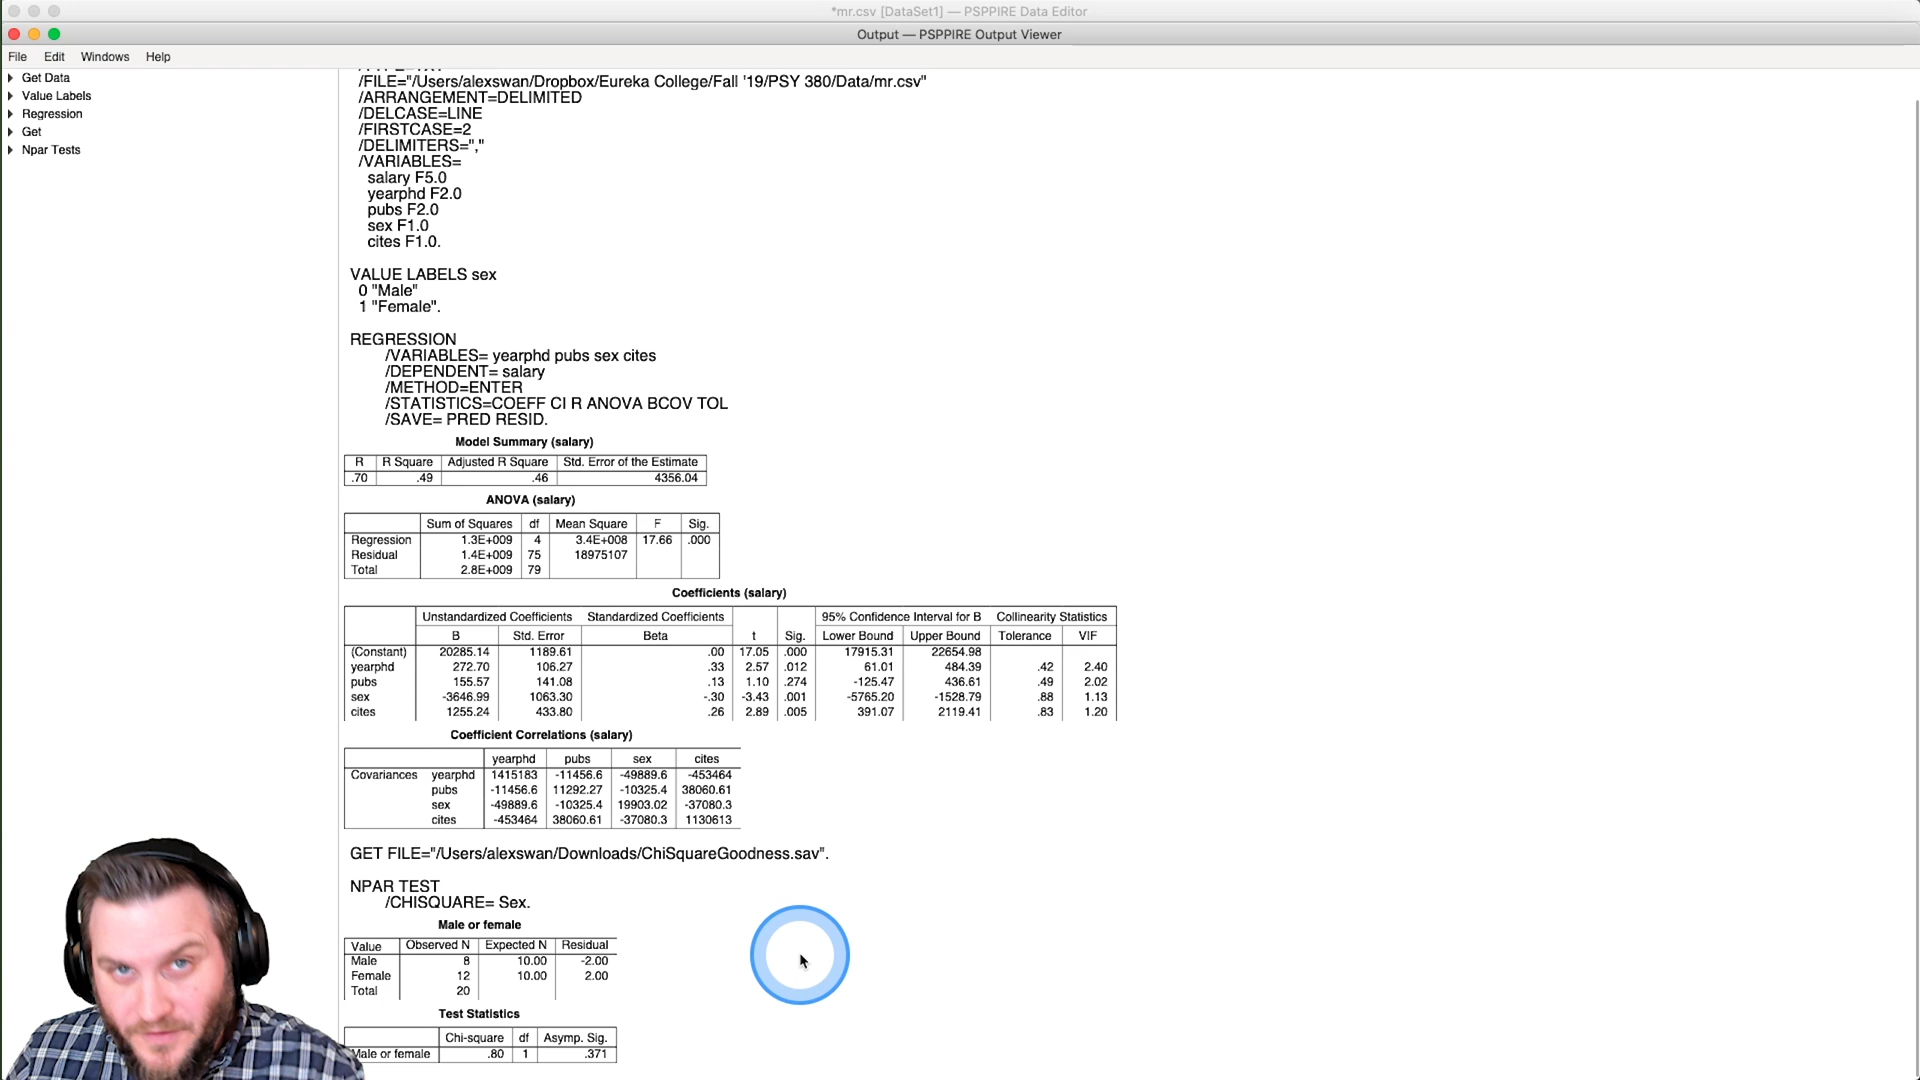 *mr.csv [DataSet1] — PSPPIRE Data Editor
Output — PSPPIRE Output Viewer
File Edit Windows Help
Get Data
Value Labels
Regression
Get
Npar Tests
/FILE="/Users/alexswan/Dropbox/Eureka College/Fall '19/PSY 380/Data/mr.csv"
/ARRANGEMENT=DELIMITED
/DELCASE=LINE
/FIRSTCASE=2
/DELIMITERS=","
/VARIABLES=
salary F5.0
yearphd F2.0
pubs F2.0
sex F1.0
cites F1.0.
VALUE LABELS sex
0 "Male"
1 "Female".
REGRESSION
/VARIABLES= yearphd pubs sex cites
/DEPENDENT= salary
/METHOD=ENTER
/STATISTICS=COEFF CI R ANOVA BCOV TOL
/SAVE= PRED RESID.
Model Summary (salary)
R R Square Adjusted R Square Std. Error of the Estimate
.70 .49 .46 4356.04
ANOVA (salary)
Sum of Squares df Mean Square F Sig.
Regression 1.3E+009 4 3.4E+008 17.66 .000
Residual 1.4E+009 75 18975107
Total 2.8E+009 79
Coefficients (salary)
Unstandardized Coefficients Standardized Coefficients 95% Confidence Interval for B Collinearity Statistics
B Std. Error Beta t Sig. Lower Bound Upper Bound Tolerance VIF
(Constant) 20285.14 1189.61 .00 17.05 .000 17915.31 22654.98
yearphd 272.70 106.27 .33 2.57 .012 61.01 484.39 .42 2.40
pubs 155.57 141.08 .13 1.10 .274 -125.47 436.61 .49 2.02
sex -3646.99 1063.30 -.30 -3.43 .001 -5765.20 -1528.79 .88 1.13
cites 1255.24 433.80 .26 2.89 .005 391.07 2119.41 .83 1.20
Coefficient Correlations (salary)
yearphd pubs sex cites
Covariances yearphd 1415183 -11456.6 -49889.6 -453464
pubs -11456.6 11292.27 -10325.4 38060.61
sex -49889.6 -10325.4 19903.02 -37080.3
cites -453464 38060.61 -37080.3 1130613
GET FILE="/Users/alexswan/Downloads/ChiSquareGoodness.sav".
NPAR TEST
/CHISQUARE= Sex.
Male or female
Value Observed N Expected N Residual
Male 8 10.00 -2.00
Female 12 10.00 2.00
Total 20
Test Statistics
Chi-square df Asymp. Sig.
Male or female .80 1 .371